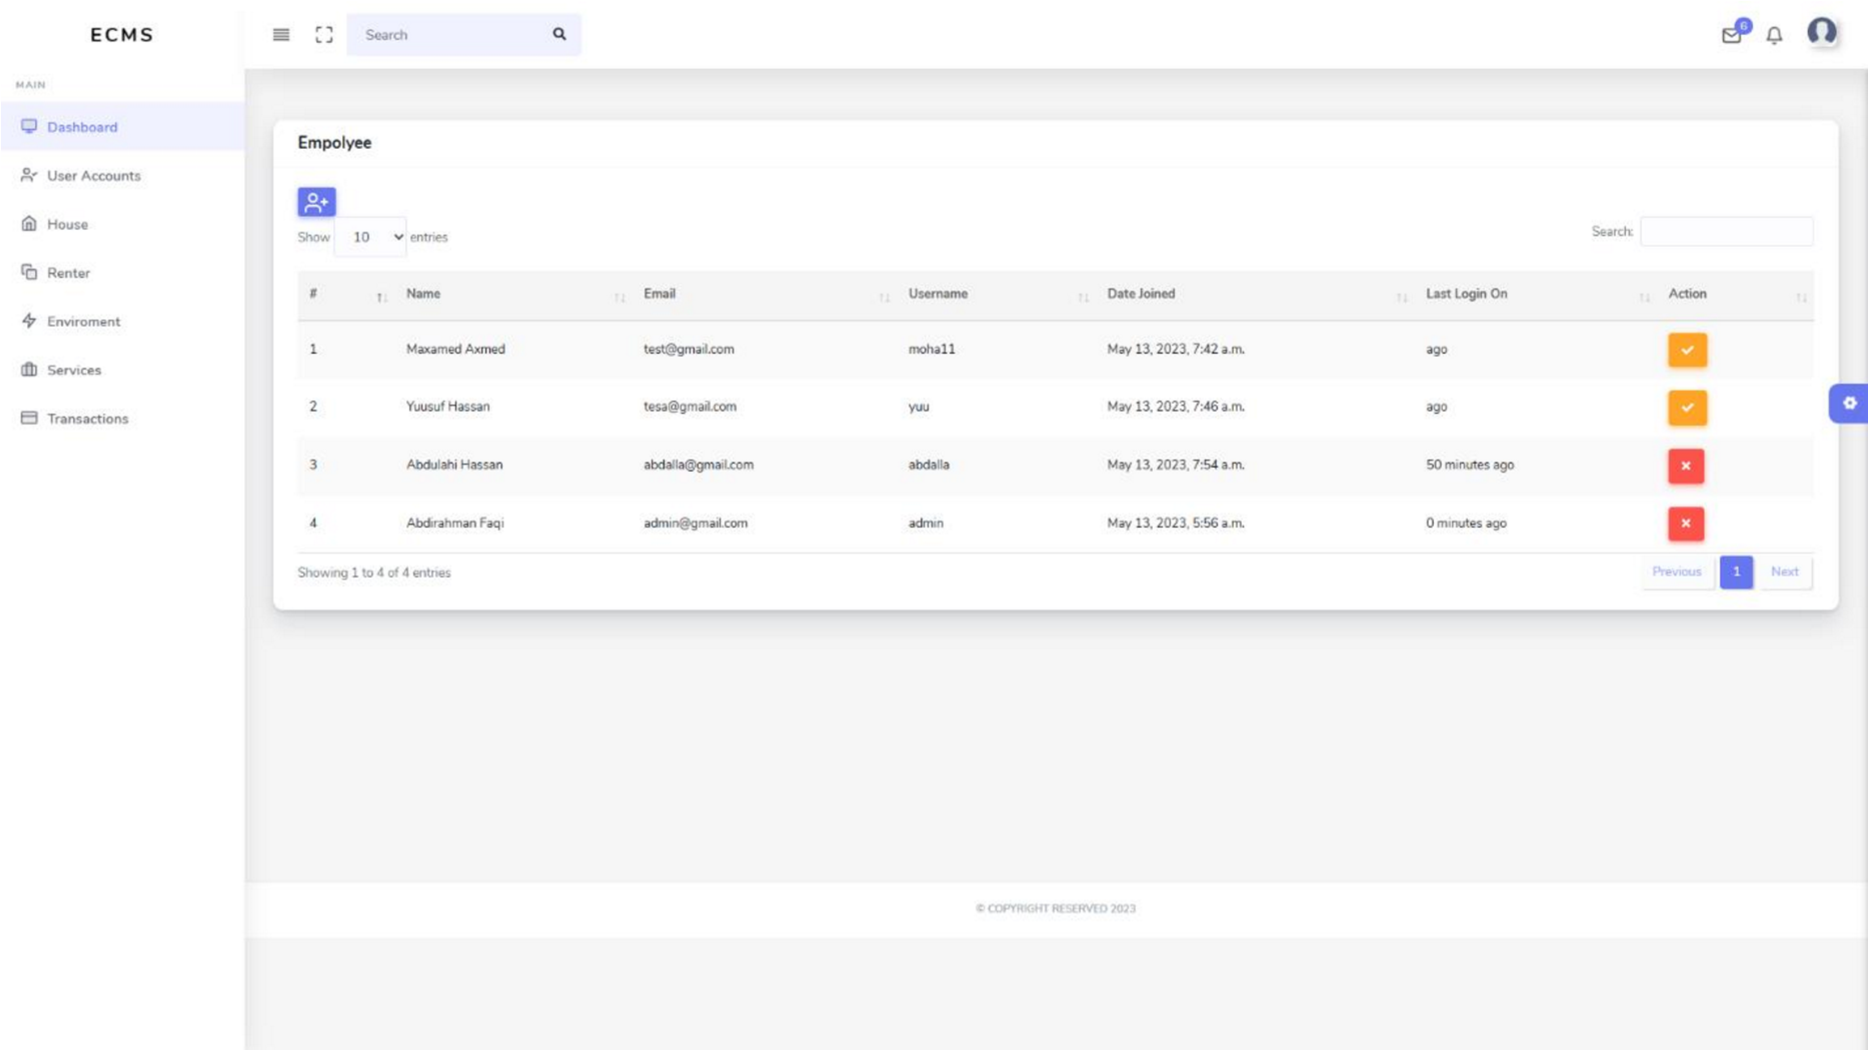 ECMS
Search
6
MAIN
Dashboard
User Accounts
House
Renter
Enviroment
Services
Transactions
Empolyee
Show 10 entries
Search:
# Name Email Username Date Joined Last Login On Action
1 Maxamed Axmed test@gmail.com moha11 May 13, 2023, 7:42 a.m. ago
2 Yuusuf Hassan tesa@gmail.com yuu May 13, 2023, 7:46 a.m. ago
3 Abdulahi Hassan abdalla@gmail.com abdalla May 13, 2023, 7:54 a.m. 50 minutes ago
4 Abdirahman Faqi admin@gmail.com admin May 13, 2023, 5:56 a.m. 0 minutes ago
Showing 1 to 4 of 4 entries
Previous 1 Next
© COPYRIGHT RESERVED 2023